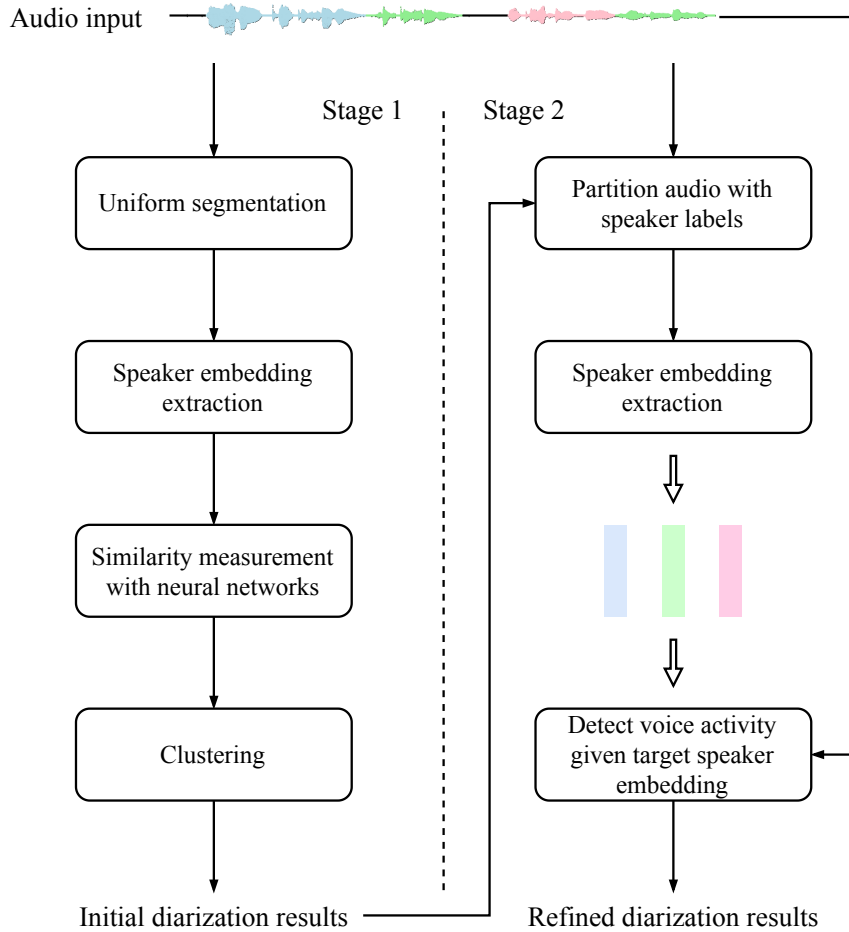 Audio input
Stage 1
Stage 2
Uniform segmentation
Speaker embedding
extraction
Similarity measurement
with neural networks
Clustering
Initial diarization results
Partition audio with
speaker labels
Speaker embedding
extraction
Detect voice activity
given target speaker
embedding
Refined diarization results